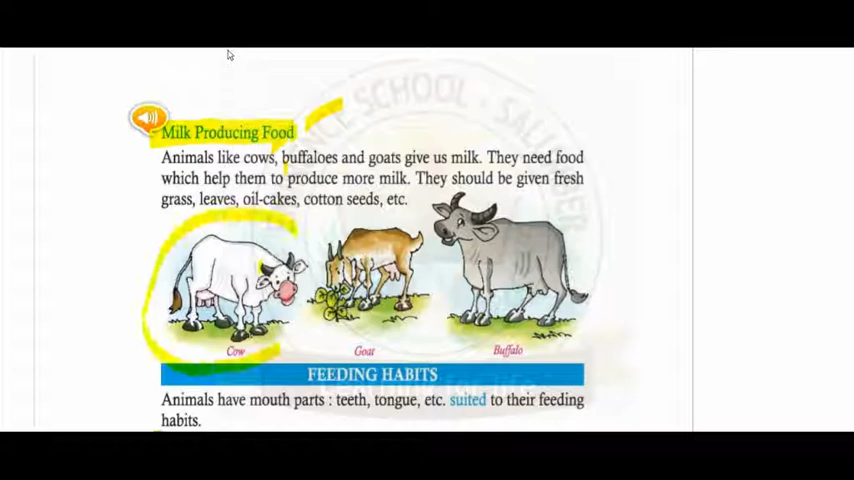 Milk Producing Food
Animals like cows, buffaloes and goats give us milk. They need food
which help them to produce more milk. They should be given fresh
grass, leaves, oil-cakes, cotton seeds, etc.
Cow
Goat
Buffalo
FEEDING HABITS
Animals have mouth parts : teeth, tongue, etc. suited to their feeding
habits.